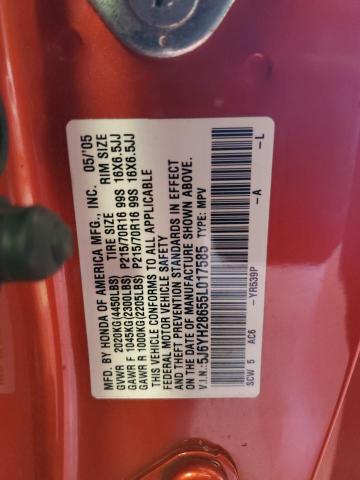 MFD. BY HONDA OF AMERICA MFG., INC. 05/'05
TIRE SIZE RIM SIZE
GVWR 2020KG(4450LBS)
GAWR F 1045KG(2300LBS) P215/70R16 99S 16X6.5JJ
GAWR R 1000KG(2205LBS) P215/70R16 99S 16X6.5JJ
THIS VEHICLE CONFORMS TO ALL APPLICABLE
FEDERAL MOTOR VEHICLE SAFETY STANDARDS IN EFFECT
AND THEFT PREVENTION
ON THE DATE OF MANUFACTURE SHOWN ABOVE.
V.I.N.: 5J6YH28655L017585 TYPE: MPV
SCW 5 AC6 -YR539P -A -L